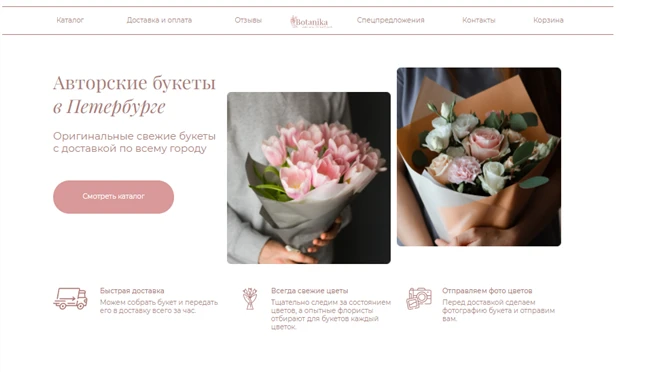 Каталог
Доставка и оплата
Отзывы
Botanika
Спецпредложения
Контакты
Корзина
Авторские букеты
в Петербурге
Оригинальные свежие букеты
с доставкой по всему городу
Смотреть каталог
Быстрая доставка
Можем собрать букет и передать
его в доставку всего за час.
Всегда свежие цветы
Тщательно следим за состоянием
цветов, а опытные флористы
отбирают для букетов каждый
цветок.
Отправляем фото цветов
Перед доставкой сделаем
фотографию букета и отправим
вам.